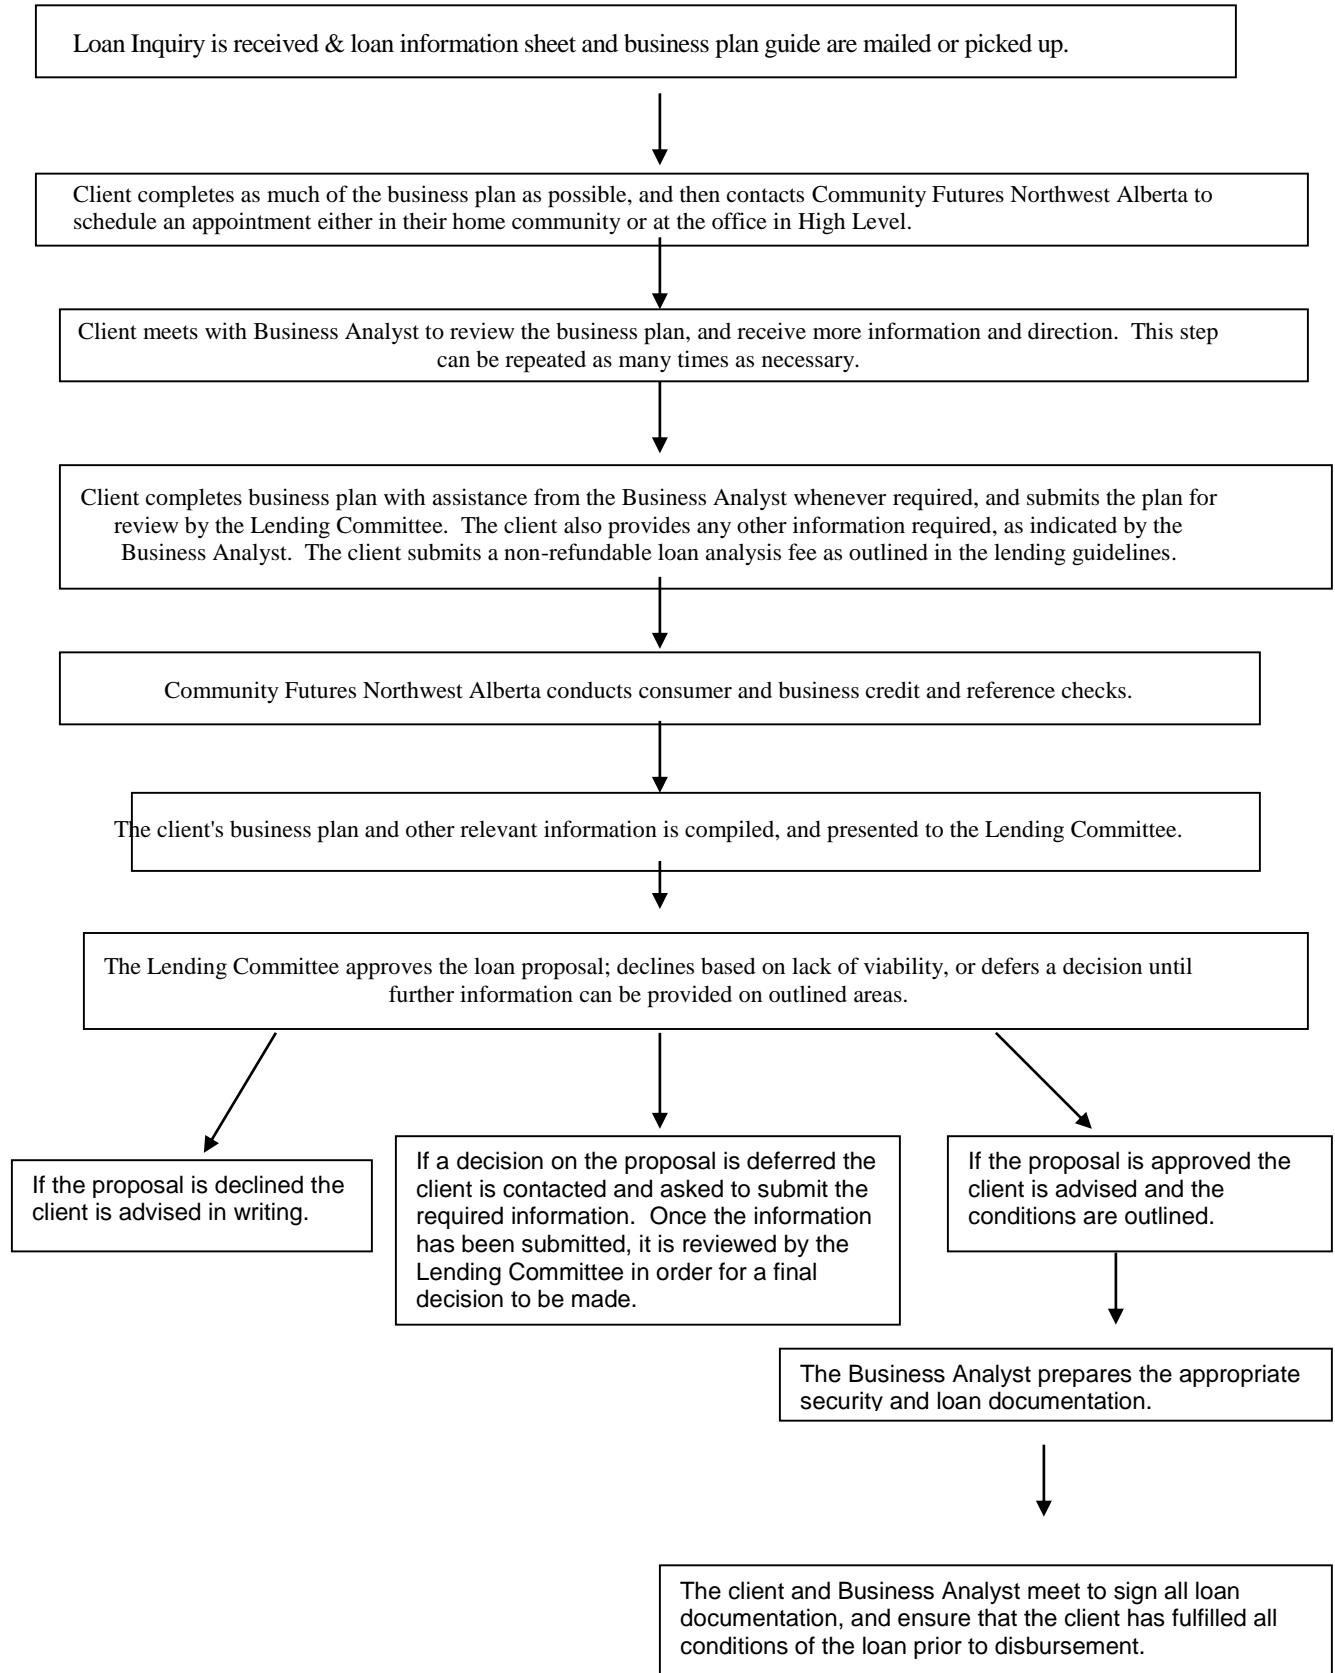 Loan Inquiry is received & loan information sheet and business plan guide are mailed or picked up.
Client completes as much of the business plan as possible, and then contacts Community Futures Northwest Alberta to
schedule an appointment either in their home community or at the office in High Level.
Client meets with Business Analyst to review the business plan, and receive more information and direction.  This step
can be repeated as many times as necessary.
Client completes business plan with assistance from the Business Analyst whenever required, and submits the plan for
review by the Lending Committee.  The client also provides any other information required, as indicated by the
Business Analyst.  The client submits a non-refundable loan analysis fee as outlined in the lending guidelines.
Community Futures Northwest Alberta conducts consumer and business credit and reference checks.
The client's business plan and other relevant information is compiled, and presented to the Lending Committee.
The Lending Committee approves the loan proposal; declines based on lack of viability, or defers a decision until
further information can be provided on outlined areas.
If the proposal is declined the
client is advised in writing.
If a decision on the proposal is deferred the
client is contacted and asked to submit the
required information.  Once the information
has been submitted, it is reviewed by the
Lending Committee in order for a final
decision to be made.
If the proposal is approved the
client is advised and the
conditions are outlined.
The Business Analyst prepares the appropriate
security and loan documentation.
The client and Business Analyst meet to sign all loan
documentation, and ensure that the client has fulfilled all
conditions of the loan prior to disbursement.